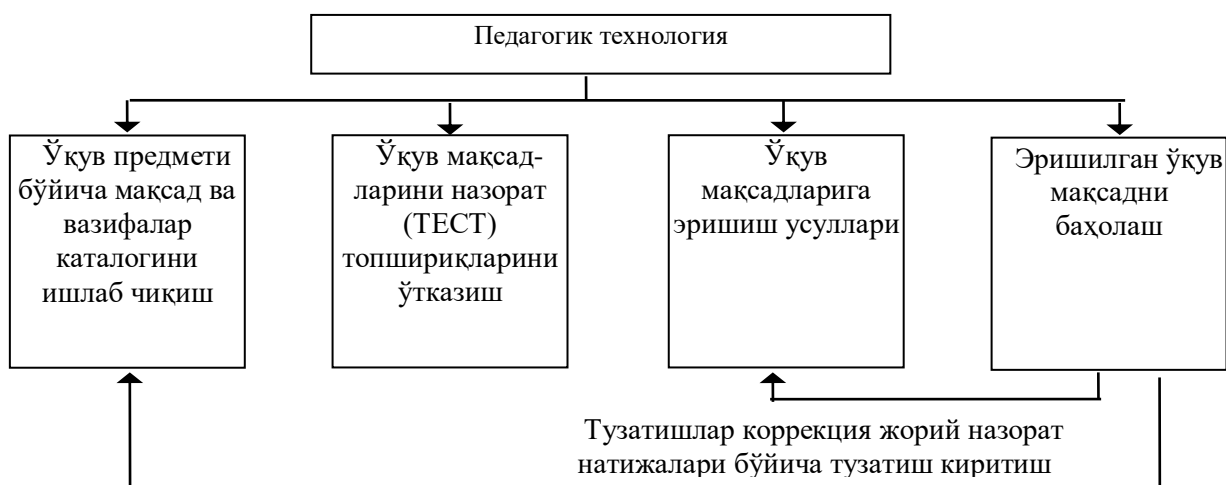 Педагогик технология
Ўқув предмети
бўйича мақсад ва
вазифалар
каталогини
ишлаб чиқиш
Ўқув мақсад-
ларини назорат
(ТЕСТ)
топшириқларини
ўтказиш
Ўқув
мақсадларига
эришиш усуллари
Эришилган ўқув
мақсадни
баҳолаш
Тузатишлар коррекция жорий назорат
натижалари бўйича тузатиш киритиш